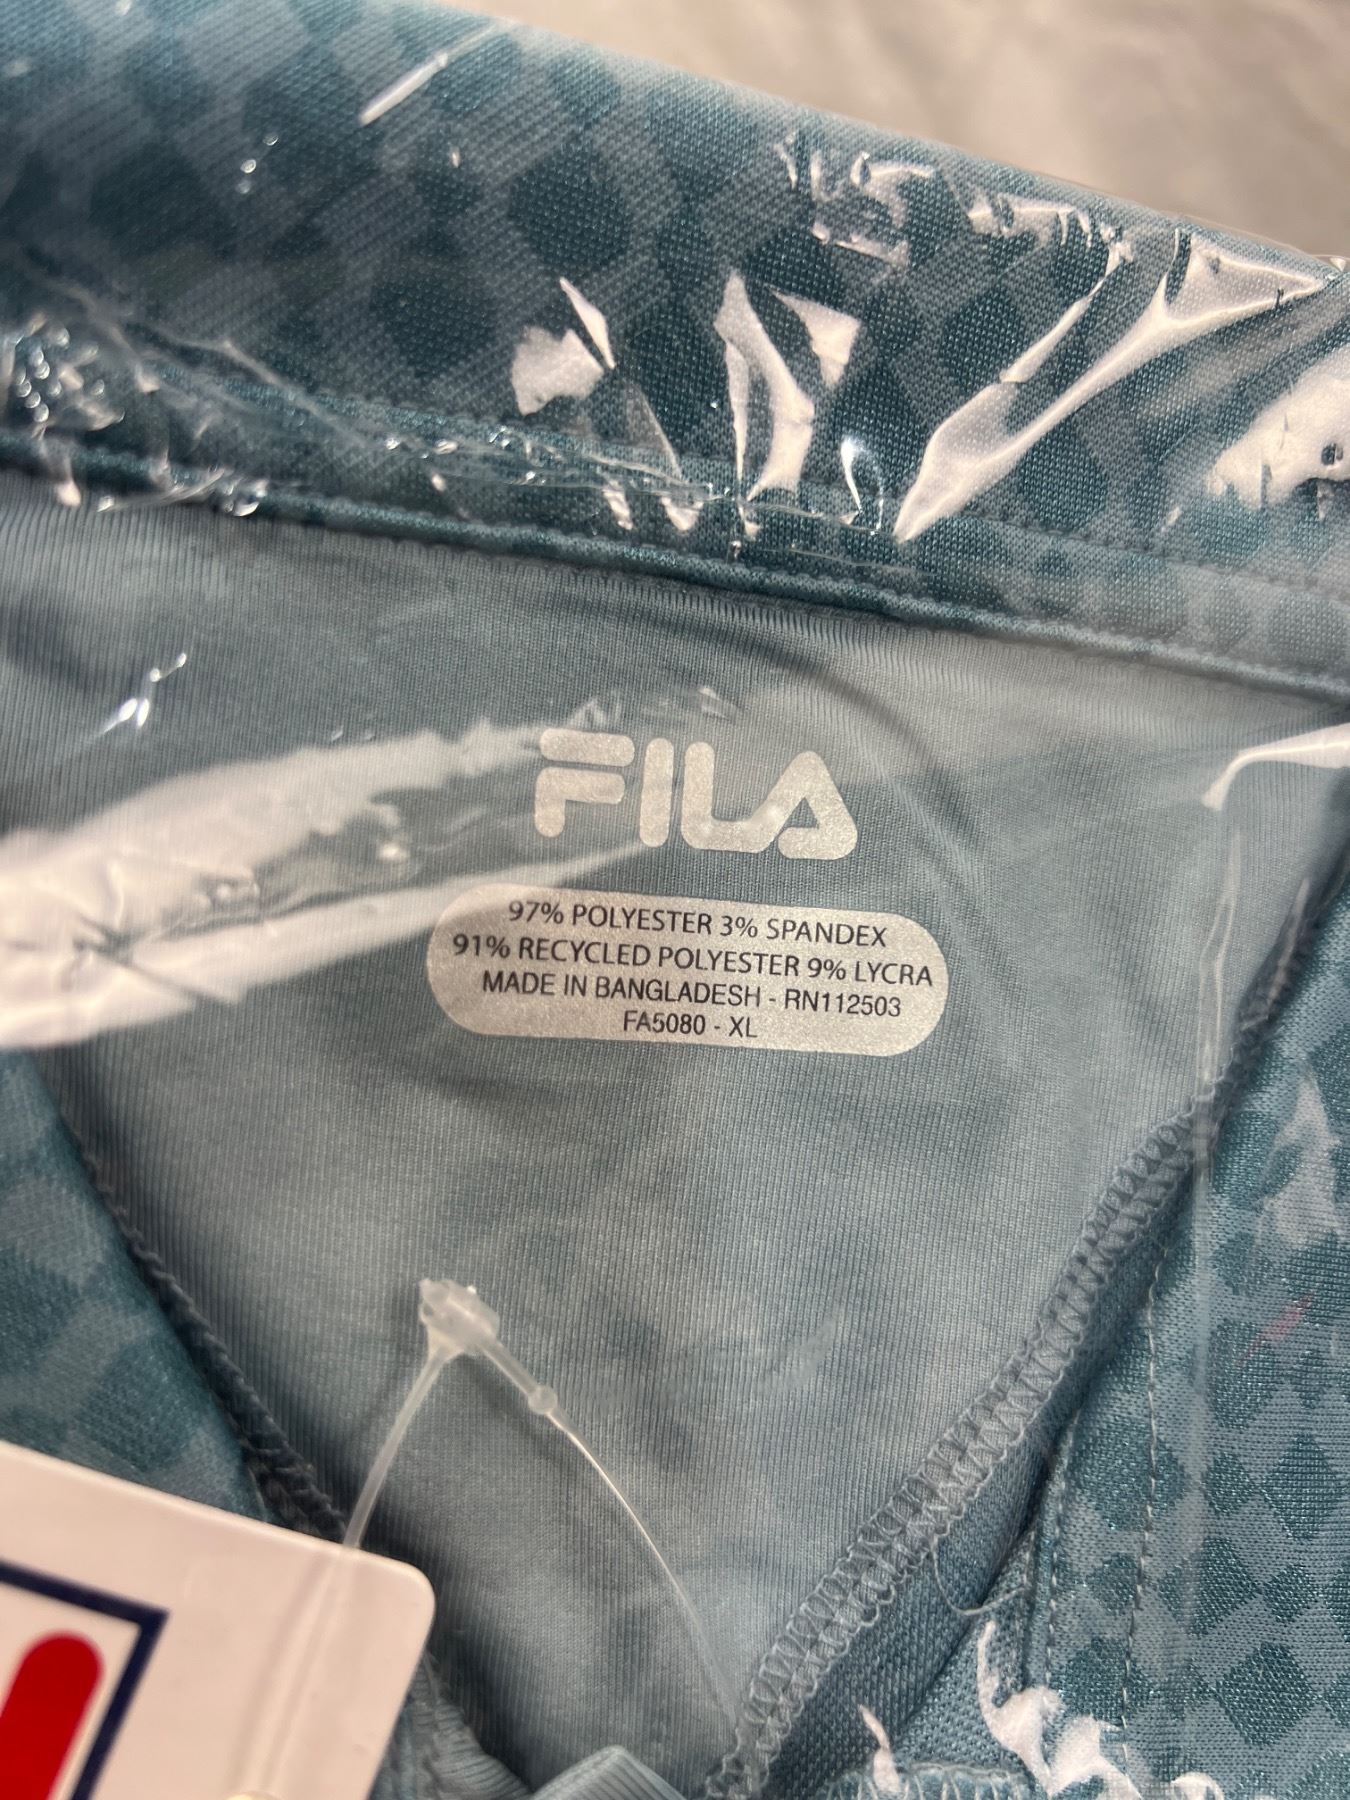 FILA
97% POLYESTER 3% SPANDEX
91% RECYCLED POLYESTER 9% LYCRA
MADE IN BANGLADESH - RN112503
FA5080 - XL